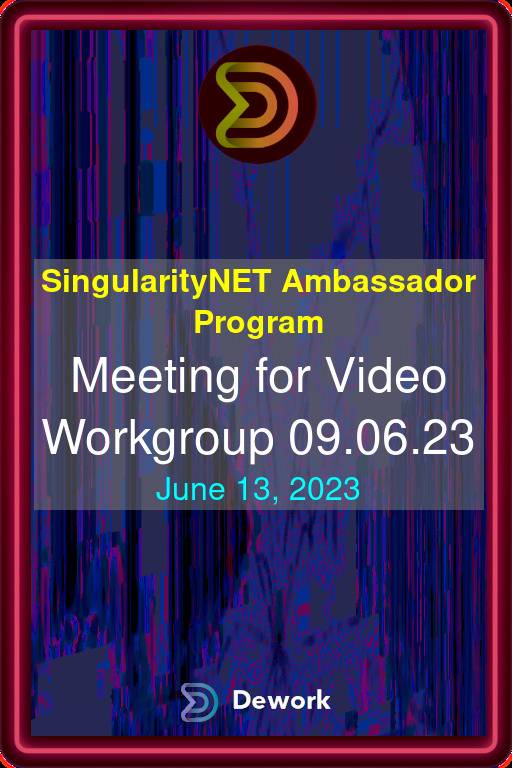 SingularityNET Ambassador
Program
Meeting for Video
Workgroup 09.06.23
June 13, 2023
Dework